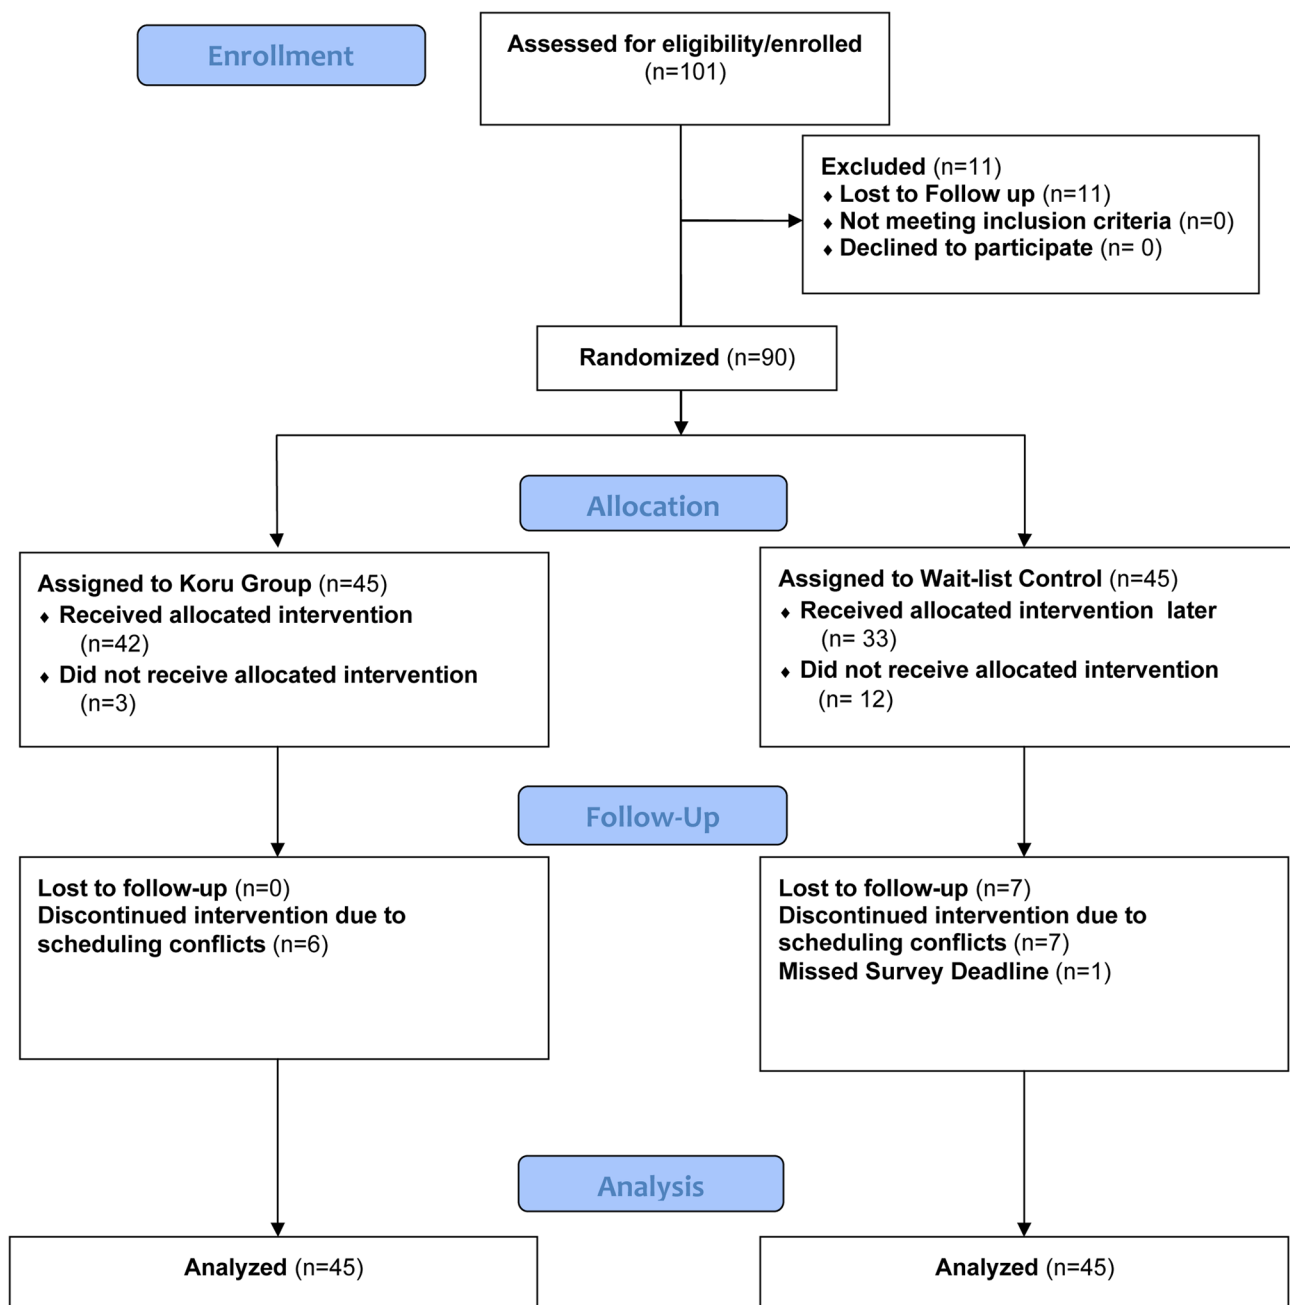 Enrollment
Assessed for eligibility/enrolled
(n=101)
Excluded (n=11)
♦ Lost to Follow up (n=11)
♦ Not meeting inclusion criteria (n=0)
♦ Declined to participate (n= 0)
Randomized (n=90)
Allocation
Assigned to Koru Group (n=45)
♦ Received allocated intervention
(n=42)
♦ Did not receive allocated intervention
(n=3)
Assigned to Wait-list Control (n=45)
♦ Received allocated intervention  later
(n= 33)
♦ Did not receive allocated intervention
(n= 12)
Follow-Up
Lost to follow-up (n=0)
Discontinued intervention due to
scheduling conflicts (n=6)
Lost to follow-up (n=7)
Discontinued intervention due to
scheduling conflicts (n=7)
Missed Survey Deadline (n=1)
Analysis
Analyzed (n=45)
Analyzed (n=45)